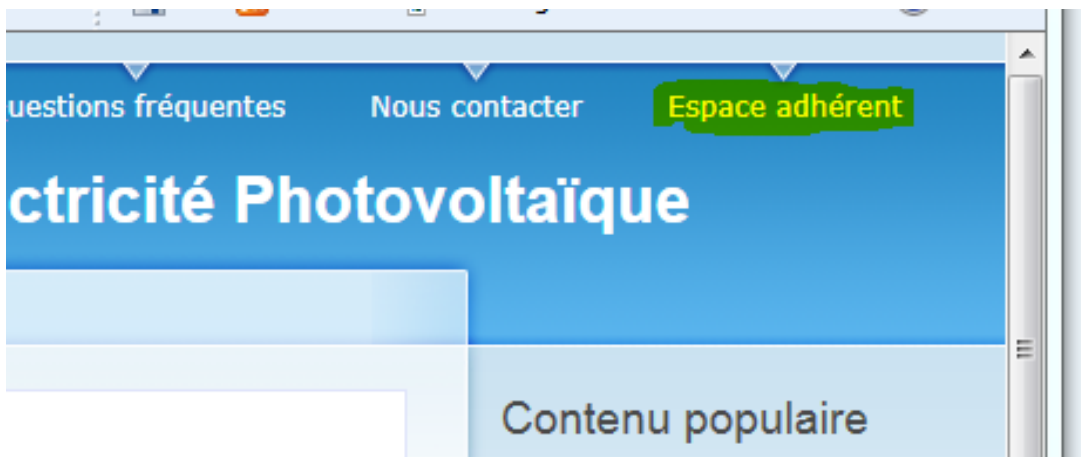 uestions fréquentes Nous contacter Espace adhérent
ctricité Photovoltaïque
Contenu populaire